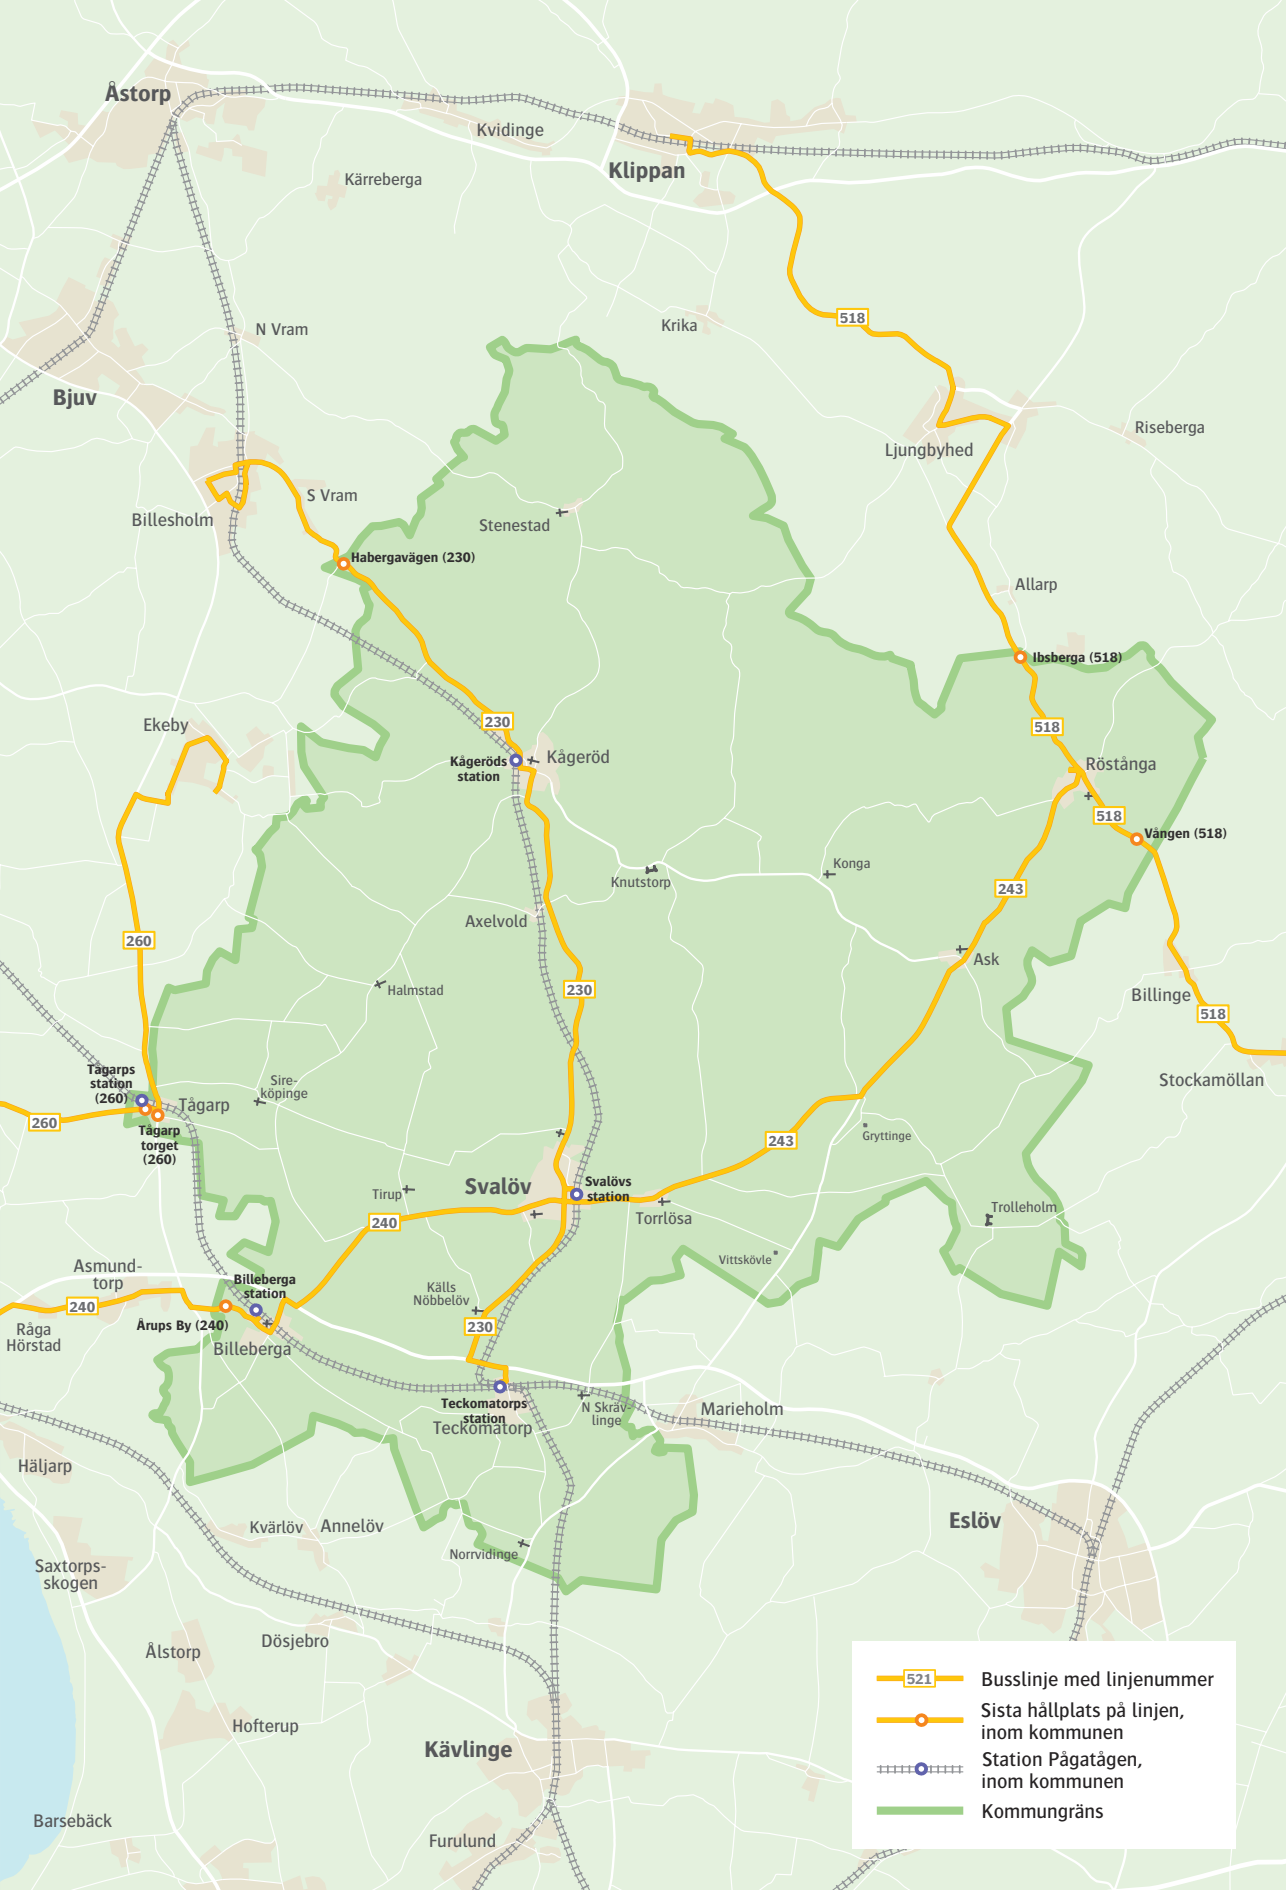 Åstorp
Kvidinge
Klippan
Kärreberga
518
Krika
N Vram
Bjuv
Riseberga
Ljungbyhed
S Vram
Billesholm
Stenestad
Habergavägen (230)
Allarp
Ibsberga (518)
Ekeby
230
518
Kågeröds
station
Kågeröd
Röstånga
518
Vången (518)
Konga
Knutstorp
243
Axelvold
260
Ask
Halmstad
230
Billinge
518
Tågarps
station
(260)
Sire-
köpinge
Stockamöllan
Tågarp
260
Tågarp
torget
(260)
Gryttinge
243
Svalöv
Svalövs
station
Tirup
Torrlösa
Trolleholm
240
Vittskövle
Asmund-
torp
Billeberga
station
Källs
Nöbbelöv
240
Årups By (240)
230
Råga
Hörstad
Billeberga
Teckomatorps
station
Teckomatorp
N Skräv-
linge
Marieholm
Häljarp
Eslöv
Kvärlöv
Annelöv
Norrvidinge
Saxtorps-
skogen
Ålstorp
Dösjebro
Hofterup
Kävlinge
Barsebäck
Furulund
521
Busslinje med linjenummer
Sista hållplats på linjen,
inom kommunen
Station Pågatågen,
inom kommunen
Kommungräns